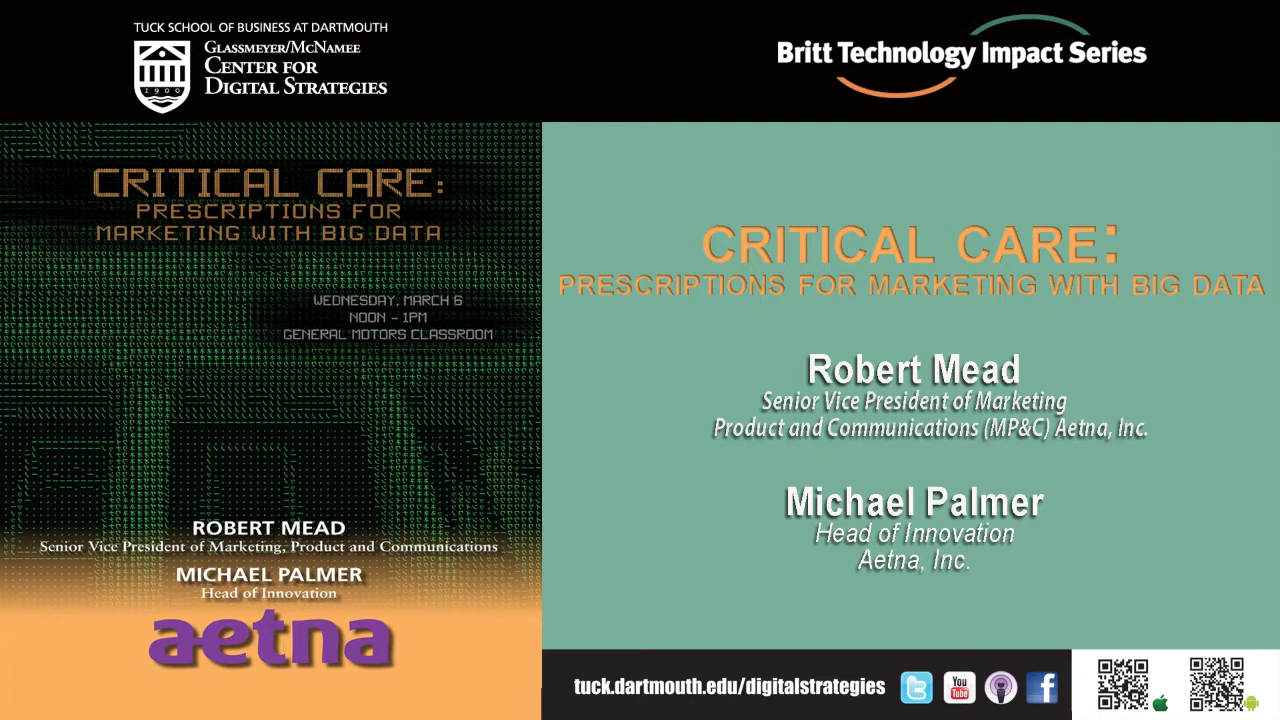 TUCK SCHOOL OF BUSINESS AT DARTMOUTH
GLASSMEYER/MCNAMEE
CENTER FOR
DIGITAL STRATEGIES
1900
Britt Technology Impact Series
CRITICAL CARE:
PRESCRIPTIONS FOR
MARKETING WITH BIG DATA
WEDNESDAY, MARCH 6
NOON – 1PM
GENERAL MOTORS CLASSROOM
ROBERT MEAD
Senior Vice President of Marketing, Product and Communications
MICHAEL PALMER
Head of Innovation
aetna
CRITICAL CARE:
PRESCRIPTIONS FOR MARKETING WITH BIG DATA
Robert Mead
Senior Vice President of Marketing
Product and Communications (MP&C) Aetna, Inc.
Michael Palmer
Head of Innovation
Aetna, Inc.
tuck.dartmouth.edu/digitalstrategies
You
Tube